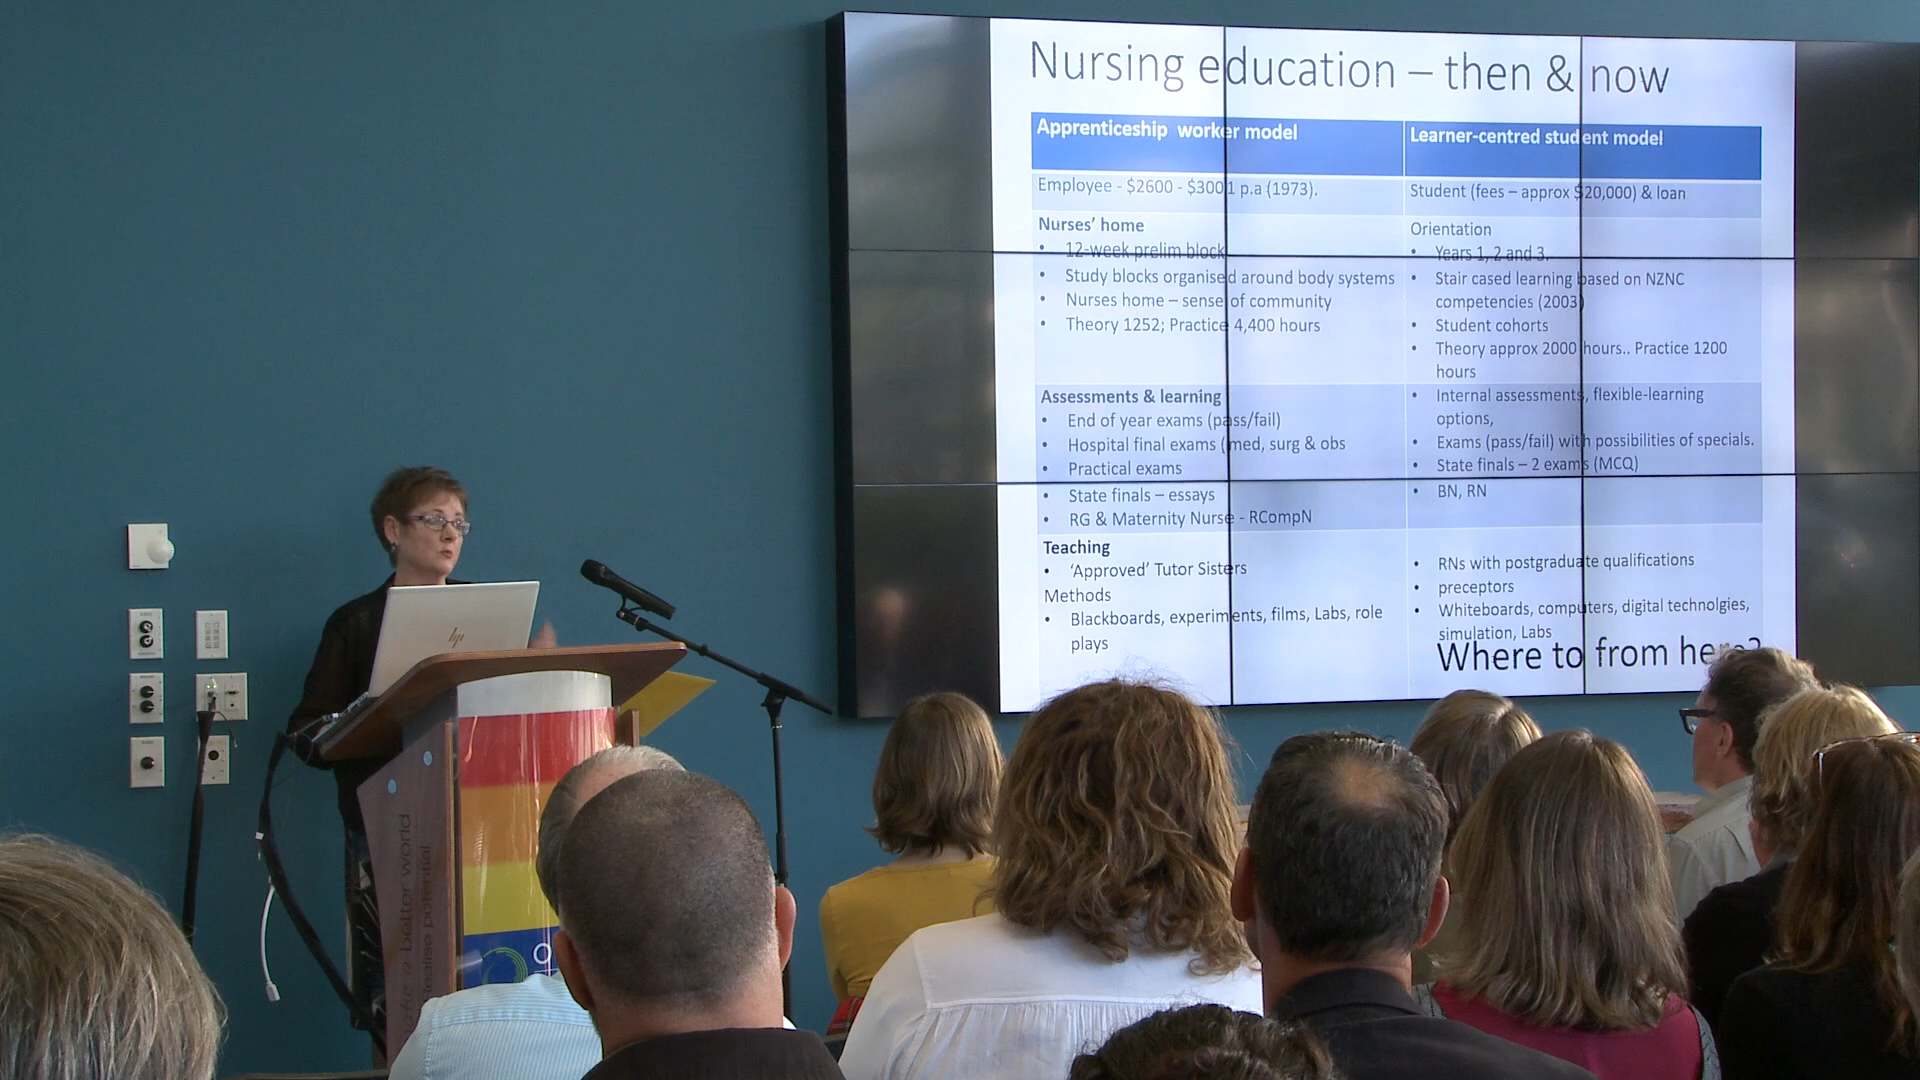 Nursing education – then & now
Apprenticeship worker model
Learner-centred student model
Employee - $2600 - $3001 p.a (1973).
Student (fees – approx $20,000) & loan
Nurses' home
• 12-week prelim block
• Study blocks organised around body systems
• Nurses home – sense of community
• Theory 1252; Practice 4,400 hours
Orientation
• Years 1, 2 and 3.
• Stair cased learning based on NZNC
competencies (2003)
• Student cohorts
• Theory approx 2000 hours.. Practice 1200
hours
Assessments & learning
• End of year exams (pass/fail)
• Hospital final exams (med, surg & obs
• Practical exams
• State finals – essays
• RG & Maternity Nurse - RCompN
• Internal assessments, flexible-learning
options,
• Exams (pass/fail) with possibilities of specials.
• State finals – 2 exams (MCQ)
• BN, RN
Teaching
• ‘Approved’ Tutor Sisters
Methods
• Blackboards, experiments, films, Labs, role
plays
• RNs with postgraduate qualifications
• preceptors
• Whiteboards, computers, digital technolgies,
simulation, Labs
Where to from here?
hp
a better world
potential